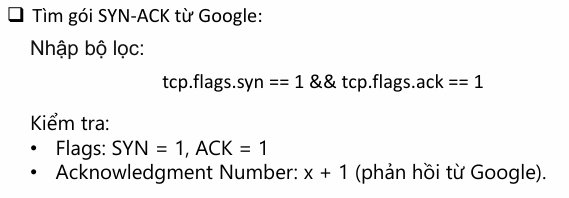 ❑ Tìm gói SYN-ACK từ Google:
Nhập bộ lọc:
tcp.flags.syn == 1 && tcp.flags.ack == 1
Kiểm tra:
• Flags: SYN = 1, ACK = 1
• Acknowledgment Number: x + 1 (phản hồi từ Google).